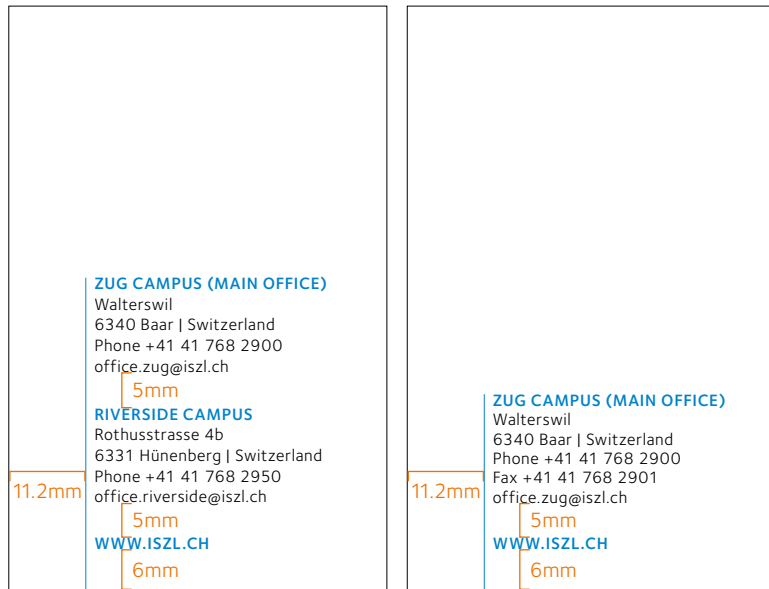 ZUG CAMPUS (MAIN OFFICE)
Walterswil
6340 Baar | Switzerland
Phone +41 41 768 2900
office.zug@iszl.ch
5mm
RIVERSIDE CAMPUS
Rothusstrasse 4b
6331 Hünenberg | Switzerland
Phone +41 41 768 2950
11.2mm
office.riverside@iszl.ch
5mm
WWW.ISZL.CH
6mm
ZUG CAMPUS (MAIN OFFICE)
Walterswil
6340 Baar | Switzerland
Phone +41 41 768 2900
Fax +41 41 768 2901
11.2mm
office.zug@iszl.ch
5mm
WWW.ISZL.CH
6mm